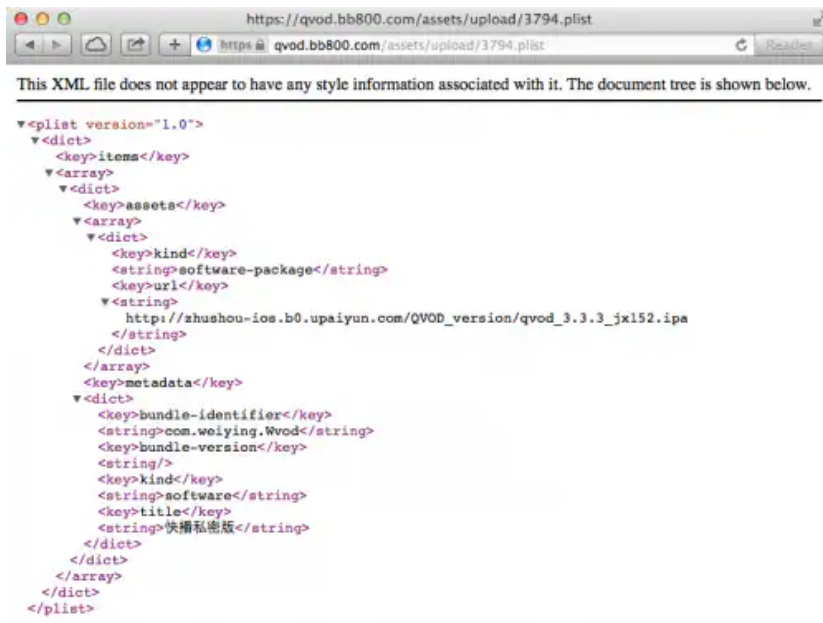 https://qvod.bb800.com/assets/upload/3794.plist
https qvod.bb800.com/assets/upload/3794.plist Reader
This XML file does not appear to have any style information associated with it. The document tree is shown below.
▼<plist version="1.0">
▼<dict>
<key>items</key>
▼<array>
▼<dict>
<key>assets</key>
▼<array>
▼<dict>
<key>kind</key>
<string>software-package</string>
<key>url</key>
▼<string>
http://zhushou-ios.b0.upaiyun.com/QVOD_version/qvod_3.3.3_jx152.ipa
</string>
</dict>
</array>
<key>metadata</key>
▼<dict>
<key>bundle-identifier</key>
<string>com.weiying.Wvod</string>
<key>bundle-version</key>
<string/>
<key>kind</key>
<string>software</string>
<key>title</key>
<string>快播私密版</string>
</dict>
</dict>
</array>
</dict>
</plist>